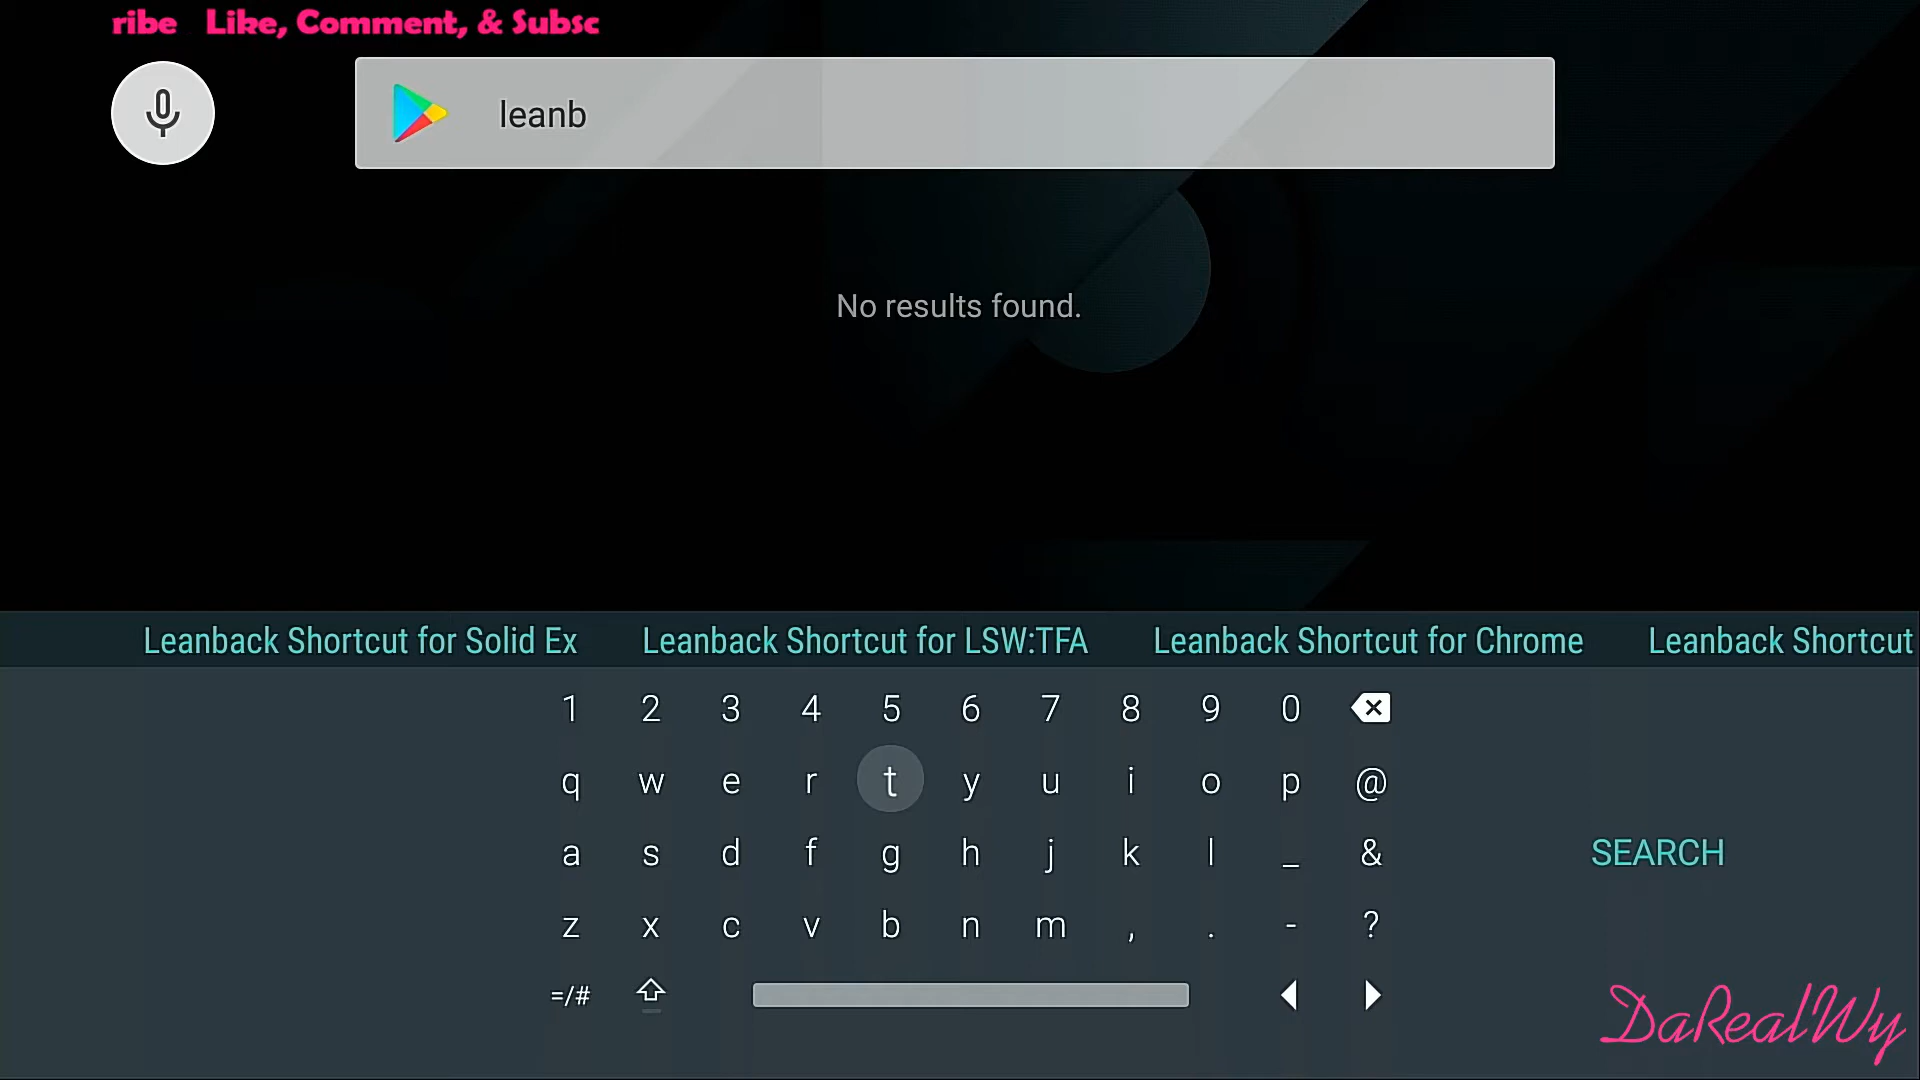 ribe Like, Comment, & Subsc
leanb
No results found.
Leanback Shortcut for Solid Ex Leanback Shortcut for LSW:TFA Leanback Shortcut for Chrome Leanback Shortcut
1 2 3 4 5 6 7 8 9 0
q w e r t y u i o p @
a s d f g h j k l _ & SEARCH
z x c v b n m , . - ?
=/#
DaRealWy